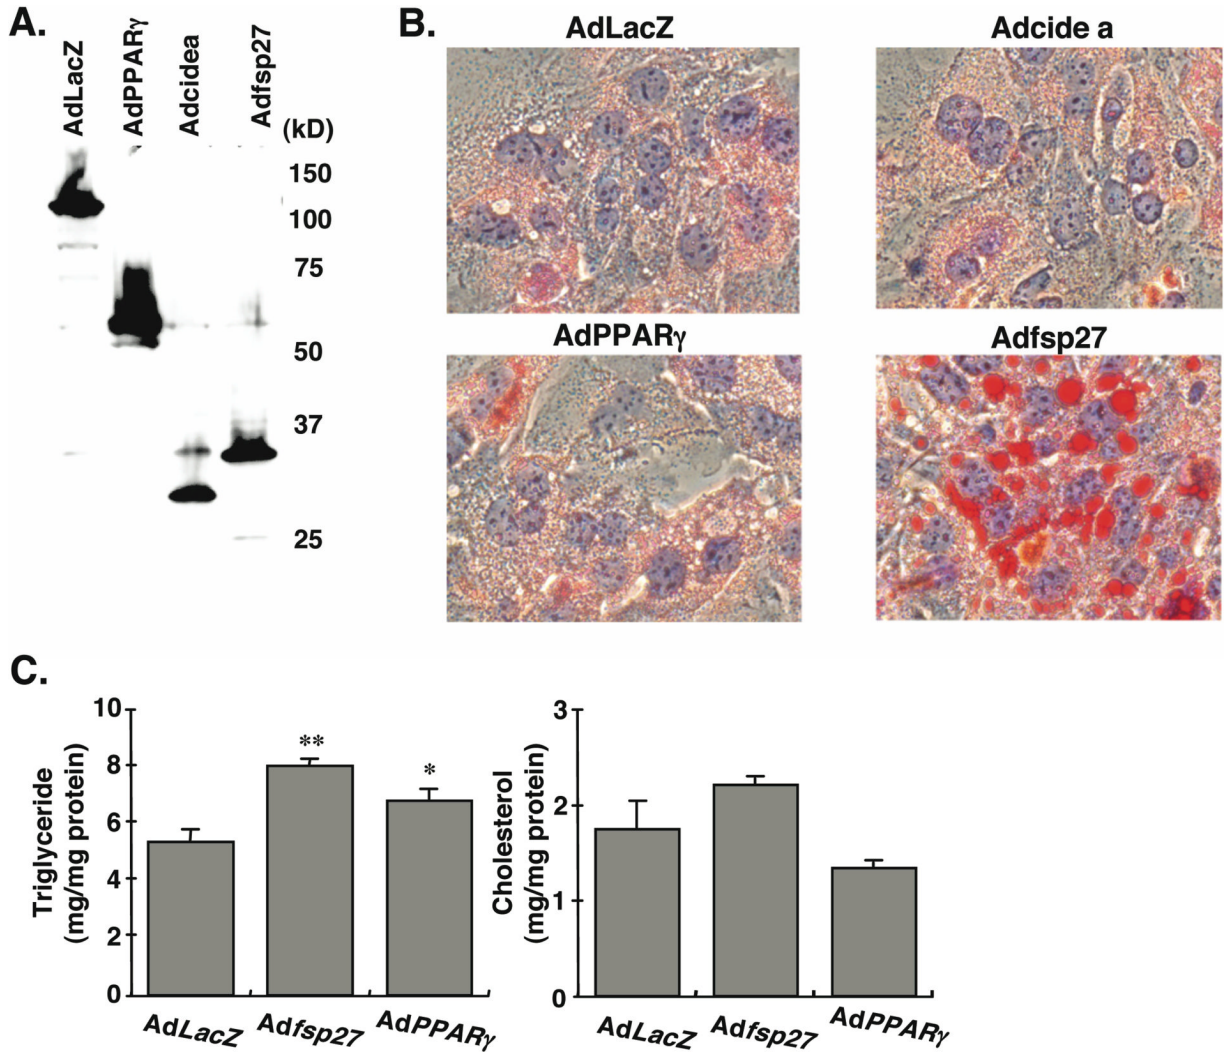 A.
AdLacZ
AdPPARγ
Adcidea
Adfsp27
(kD)
150
100
75
50
37
25
B.
AdLacZ
Adcide a
AdPPARγ
Adfsp27
C.
Triglyceride
(mg/mg protein)
10
8
6
4
2
0
**
*
AdLacZ
Adfsp27
AdPPARγ
Cholesterol
(mg/mg protein)
3
2
1
0
AdLacZ
Adfsp27
AdPPARγ